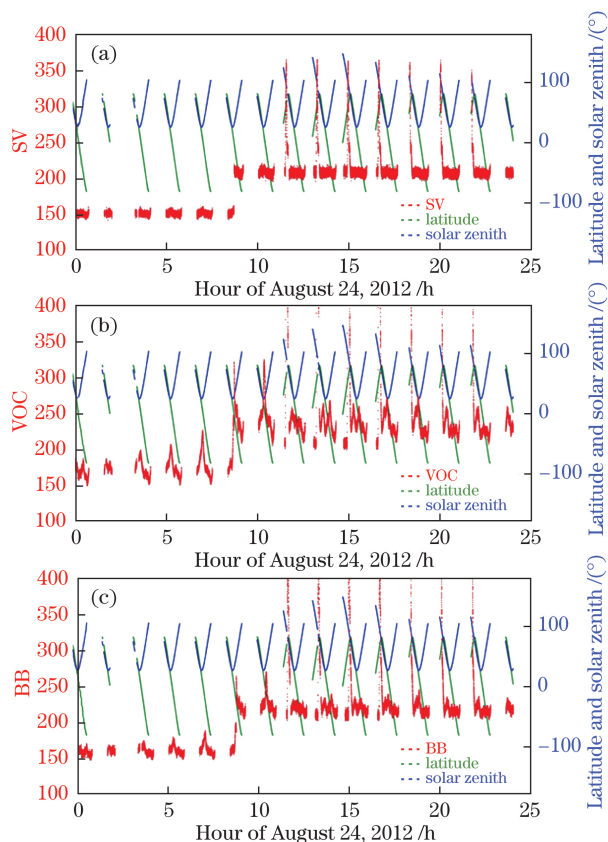 (a)
400
350
300
250
200
150
100
SV
100
0
−100
Latitude and solar zenith /(°)
SV
latitude
solar zenith
0 5 10 15 20 25
Hour of August 24, 2012 /h
(b)
400
350
300
250
200
150
100
VOC
100
0
−100
Latitude and solar zenith /(°)
VOC
latitude
solar zenith
0 5 10 15 20 25
Hour of August 24, 2012 /h
(c)
400
350
300
250
200
150
100
BB
100
0
−100
Latitude and solar zenith /(°)
BB
latitude
solar zenith
0 5 10 15 20 25
Hour of August 24, 2012 /h